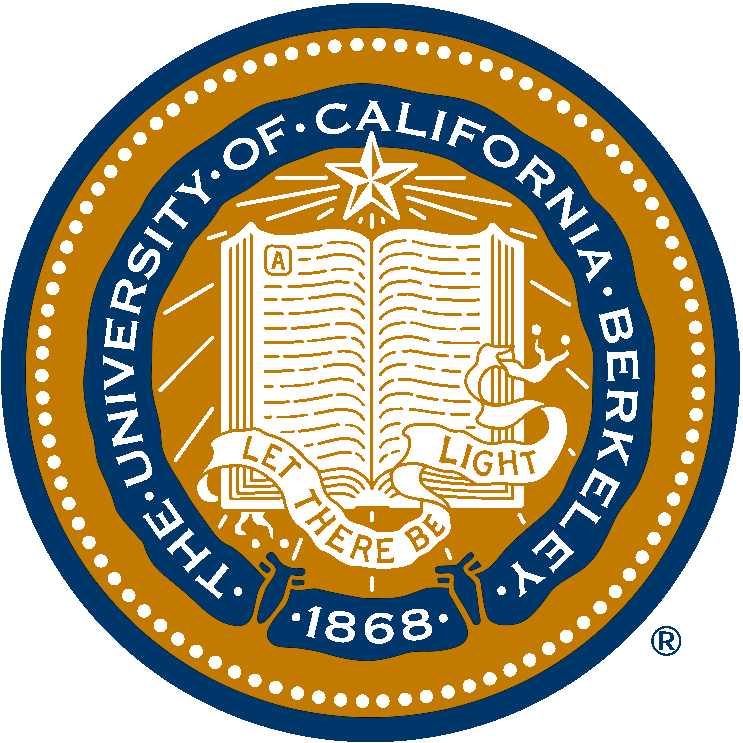 ·THE·UNIVERSITY·OF·CALIFORNIA·BERKELEY·
A
LET THERE BE LIGHT
·1868·
®